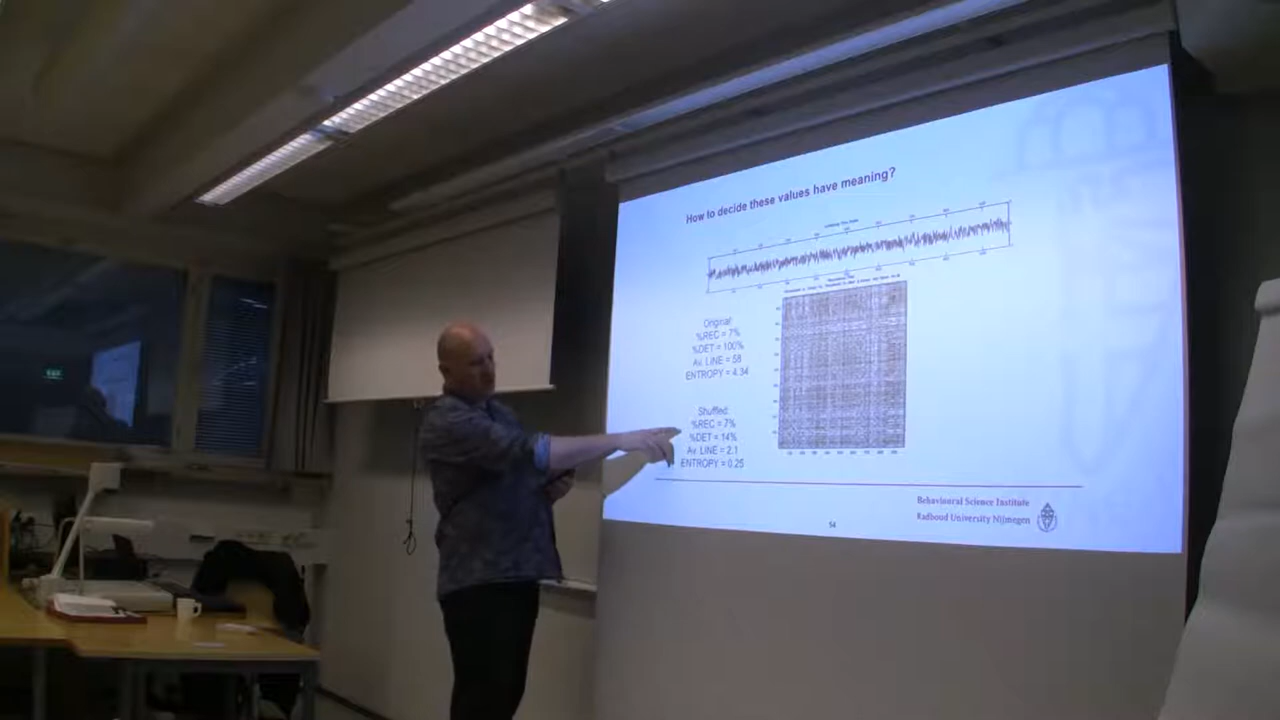 How to decide these values have meaning?
Original:
%REC = 7%
%DET = 100%
Av. LINE = 58
ENTROPY = 4.34
Shuffled:
%REC = 7%
%DET = 14%
Av. LINE = 2.1
ENTROPY = 0.25
Behavioural Science Institute
Radboud University Nijmegen
54